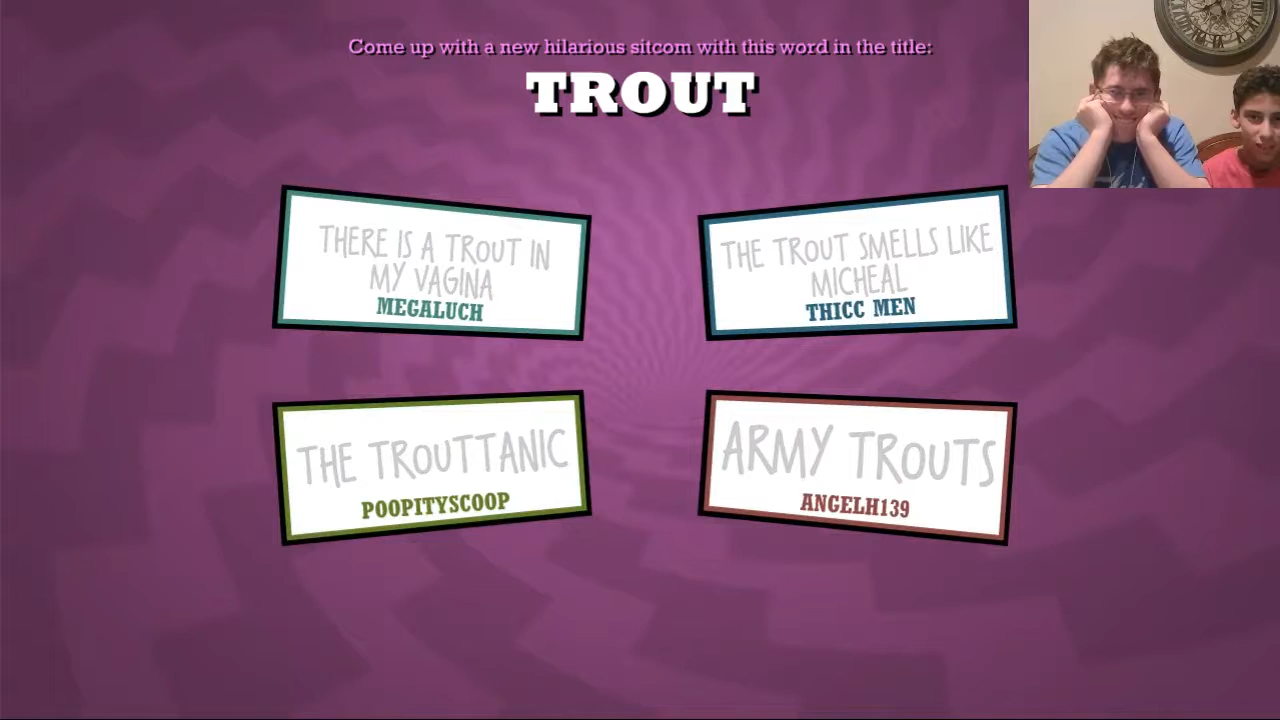 Come up with a new hilarious sitcom with this word in the title:
TROUT
THERE IS A TROUT IN
MY VAGINA
MEGALUCH
THE TROUT SMELLS LIKE
MICHEAL
THICC MEN
THE TROUTTANIC
POOPITYSCOOP
ARMY TROUTS
ANGELH139